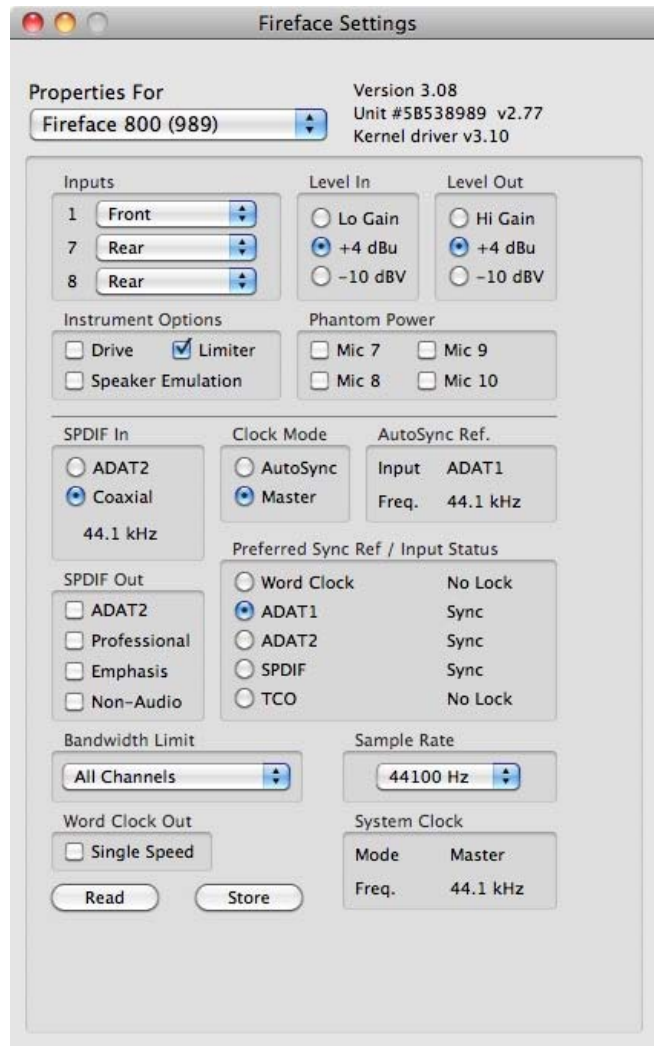 Fireface Settings
Properties For
Fireface 800 (989)
Version 3.08
Unit #5B538989 v2.77
Kernel driver v3.10
Inputs
1 Front
7 Rear
8 Rear
Level In
Lo Gain
+4 dBu
-10 dBV
Level Out
Hi Gain
+4 dBu
-10 dBV
Instrument Options
Drive Limiter
Speaker Emulation
Phantom Power
Mic 7 Mic 9
Mic 8 Mic 10
SPDIF In
ADAT2
Coaxial
44.1 kHz
Clock Mode
AutoSync
Master
AutoSync Ref.
Input ADAT1
Freq. 44.1 kHz
SPDIF Out
ADAT2
Professional
Emphasis
Non-Audio
Preferred Sync Ref / Input Status
Word Clock No Lock
ADAT1 Sync
ADAT2 Sync
SPDIF Sync
TCO No Lock
Bandwidth Limit
All Channels
Sample Rate
44100 Hz
Word Clock Out
Single Speed
System Clock
Mode Master
Freq. 44.1 kHz
Read Store